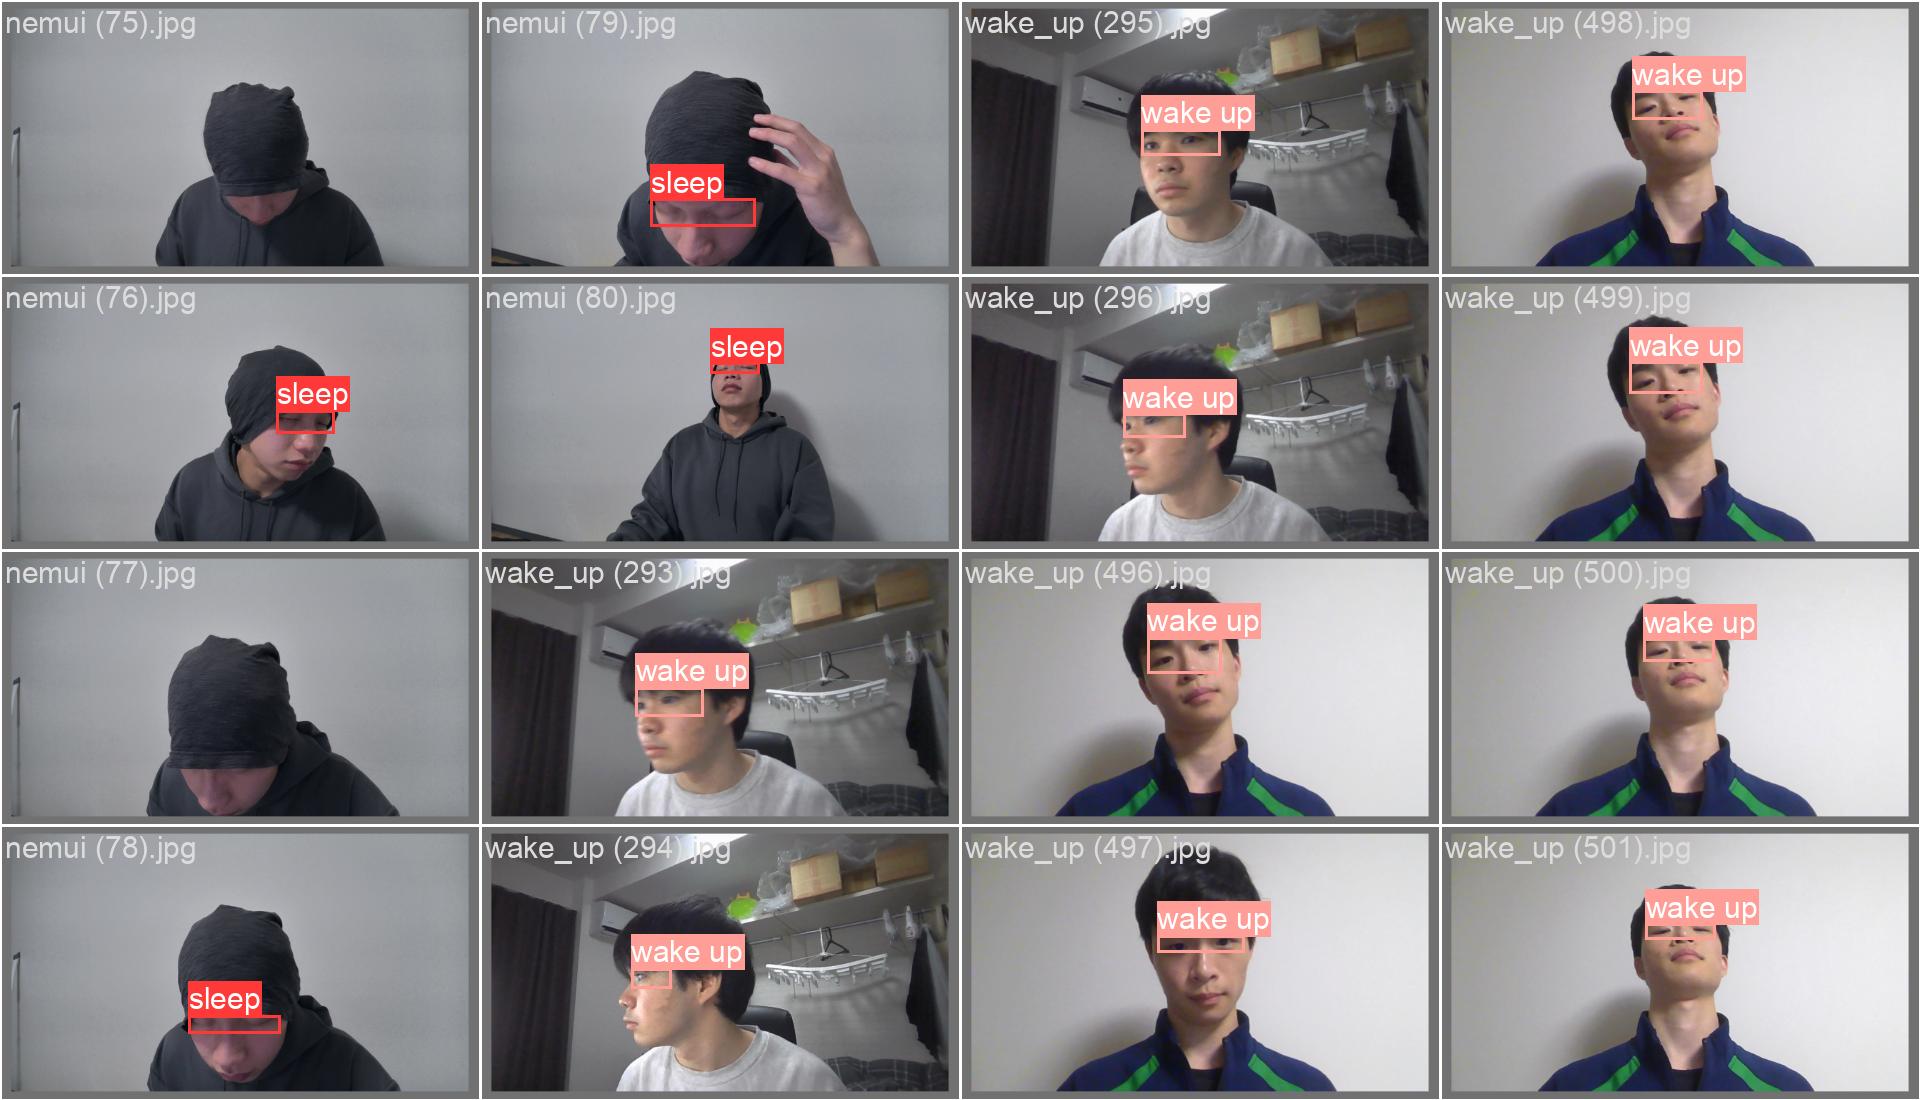 nemui (75).jpg
nemui (79).jpg
sleep
wake_up (295).jpg
wake up
wake_up (498).jpg
wake up
nemui (76).jpg
sleep
nemui (80).jpg
sleep
wake_up (296).jpg
wake up
wake_up (499).jpg
wake up
nemui (77).jpg
wake_up (293).jpg
wake up
wake_up (496).jpg
wake up
wake_up (500).jpg
wake up
nemui (78).jpg
sleep
wake_up (294).jpg
wake up
wake_up (497).jpg
wake up
wake_up (501).jpg
wake up